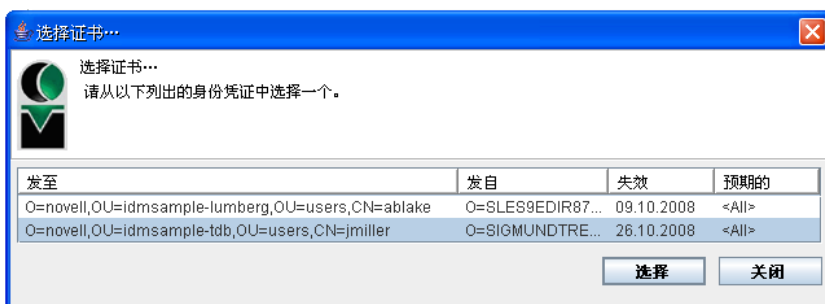 选择证书…
选择证书…
请从以下列出的身份凭证中选择一个。
发至 发自 失效 预期的
O=novell,OU=idmsample-lumberg,OU=users,CN=ablake O=SLES9EDIR87... 09.10.2008 <All>
O=novell,OU=idmsample-tdb,OU=users,CN=jmiller O=SIGMUNDTRE... 26.10.2008 <All>
选择 关闭